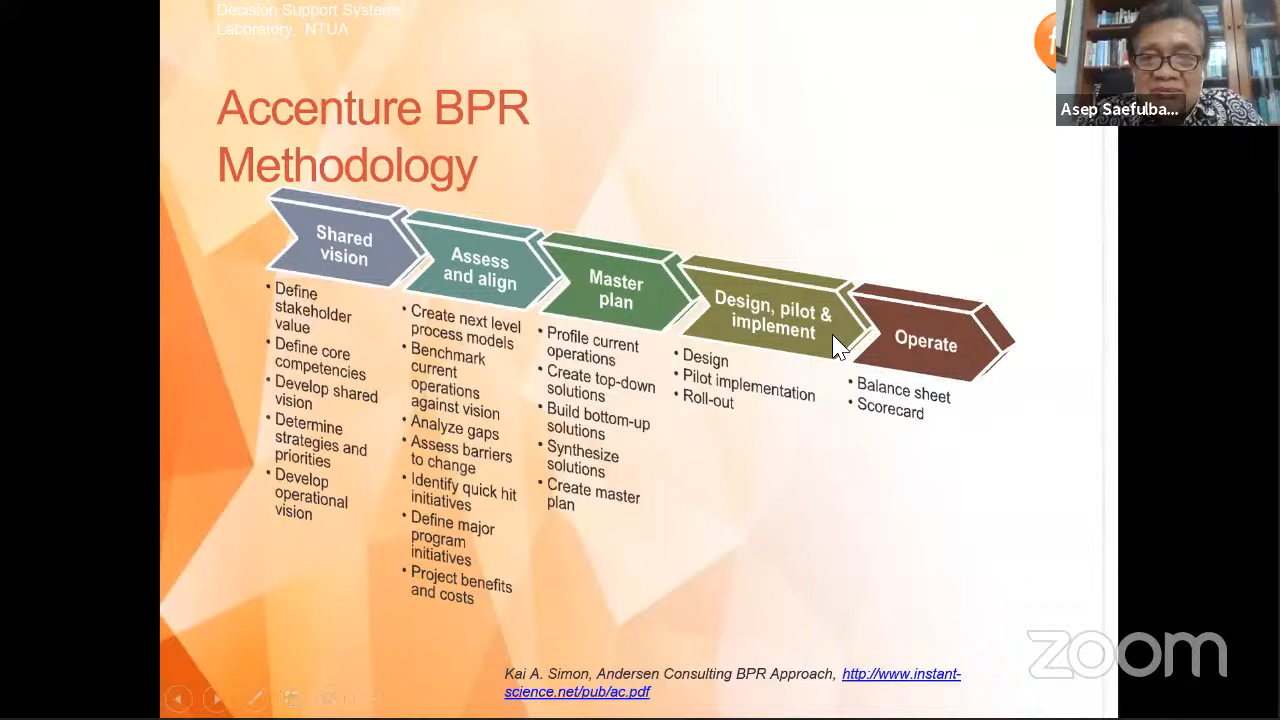 Decision Support Systems
Laboratory, NTUA
Asep Saefulba...
Accenture BPR
Methodology
Shared
vision
• Define
stakeholder
value
• Define core
competencies
• Develop shared
vision
• Determine
strategies and
priorities
• Develop
operational
vision
Assess
and align
• Create next level
process models
• Benchmark
current
operations
against vision
• Analyze gaps
• Assess barriers
to change
• Identify quick hit
initiatives
• Define major
program
initiatives
• Project benefits
and costs
Master
plan
• Profile current
operations
• Create top-down
solutions
• Build bottom-up
solutions
• Synthesize
solutions
• Create master
plan
Design, pilot &
implement
• Design
• Pilot implementation
• Roll-out
Operate
• Balance sheet
• Scorecard
Kai A. Simon, Andersen Consulting BPR Approach, http://www.instant-
science.net/pub/ac.pdf
zoom